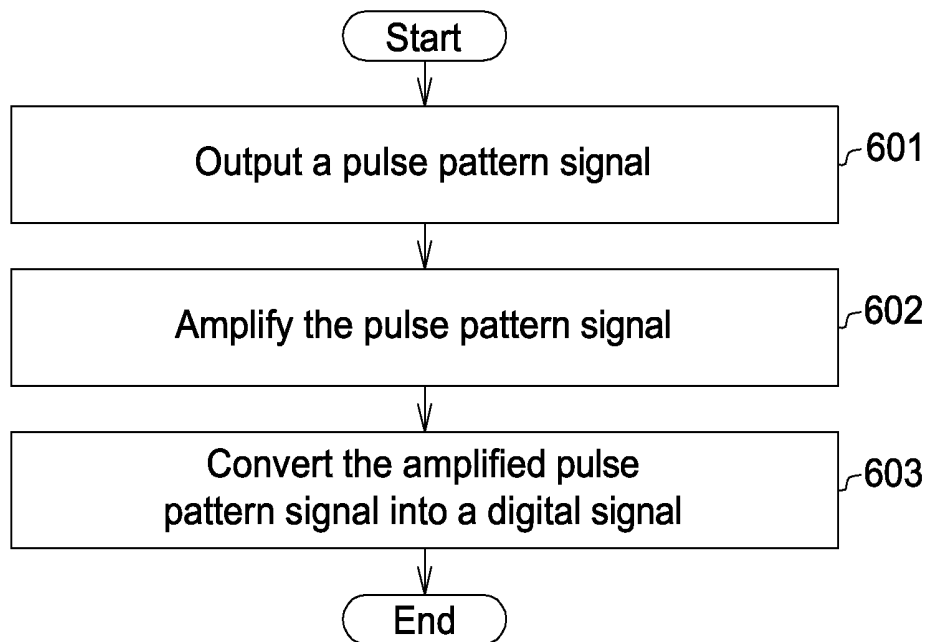 Start
Output a pulse pattern signal
601
Amplify the pulse pattern signal
602
Convert the amplified pulse
pattern signal into a digital signal
603
End